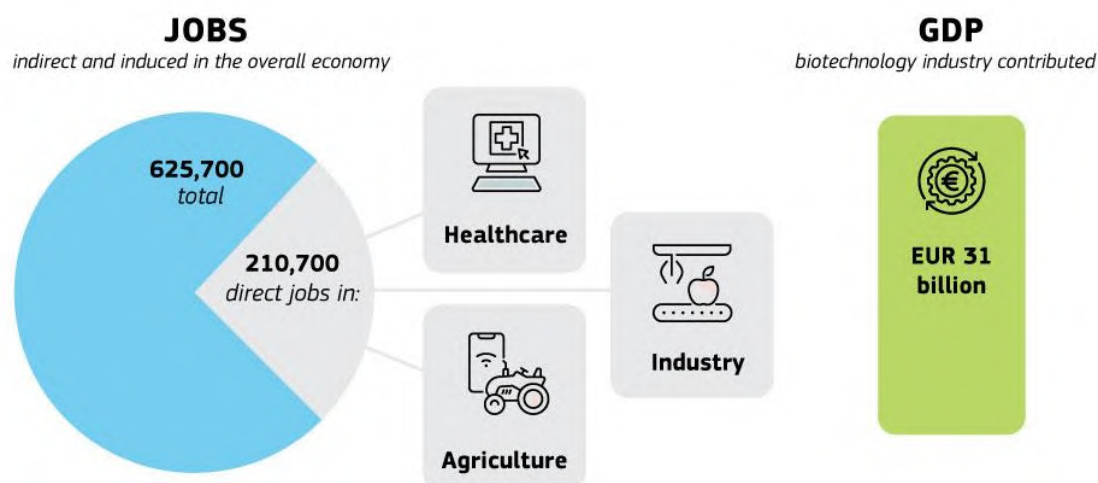 JOBS
indirect and induced in the overall economy
625,700
total
210,700
direct jobs in:
Healthcare
Industry
Agriculture
GDP
biotechnology industry contributed
€
EUR 31
billion